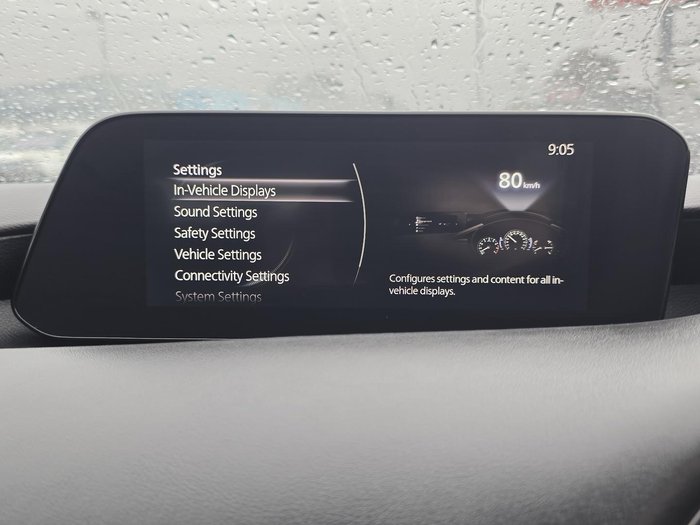 9:05
Settings
In-Vehicle Displays
Sound Settings
Safety Settings
Vehicle Settings
Connectivity Settings
System Settings
80 km/h
Configures settings and content for all in-
vehicle displays.